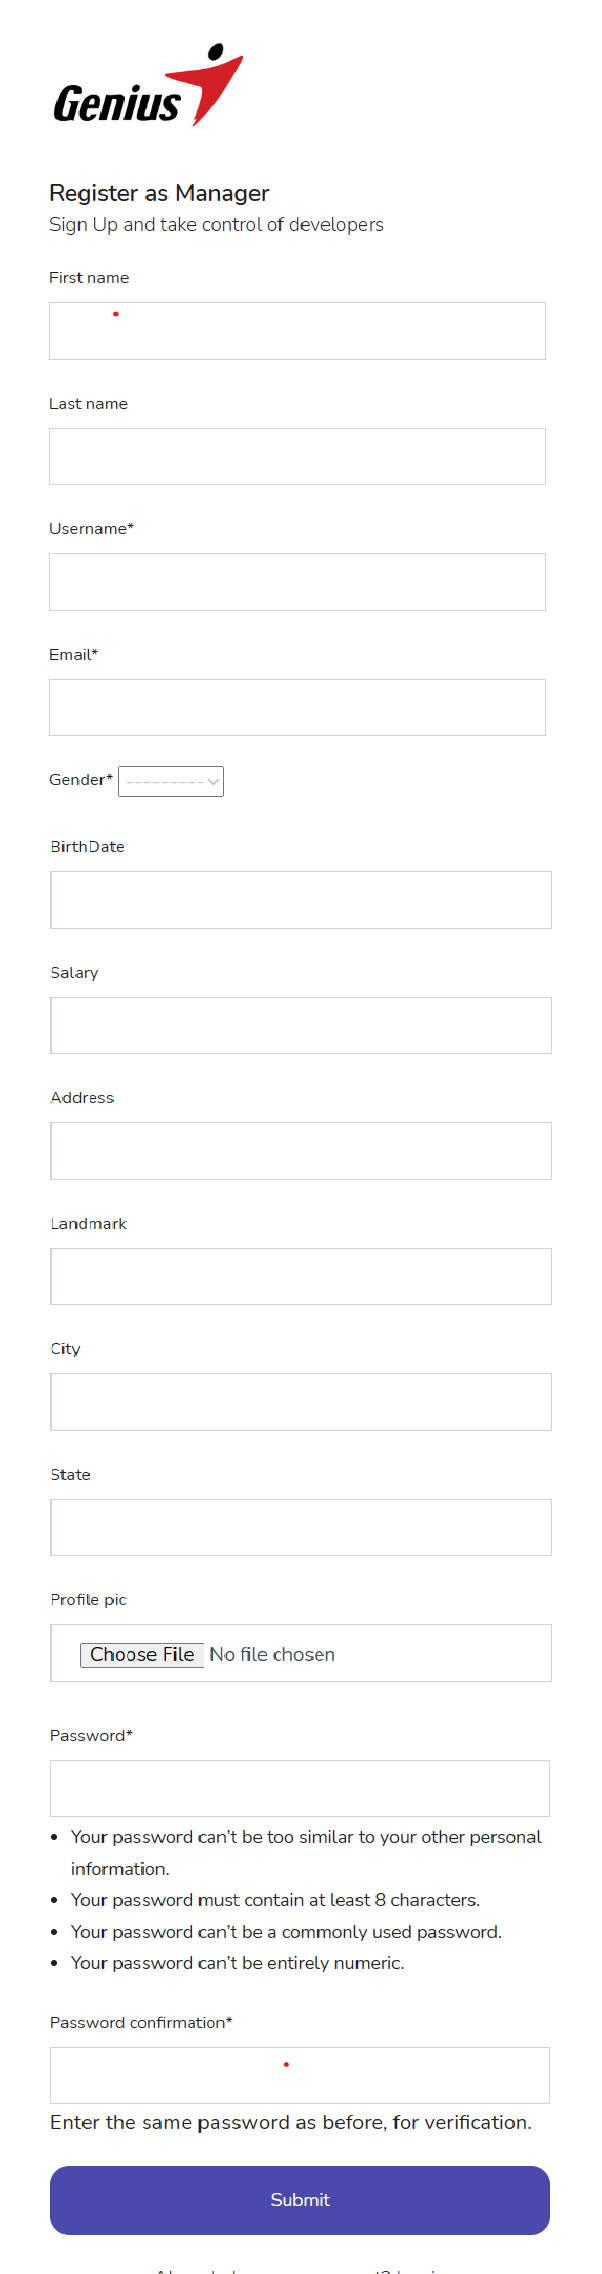 Genius
Register as Manager
Sign Up and take control of developers
First name
Last name
Username*
Email*
Gender* ---------
BirthDate
Salary
Address
Landmark
City
State
Profile pic
Choose File No file chosen
Password*
• Your password can’t be too similar to your other personal
information.
• Your password must contain at least 8 characters.
• Your password can’t be a commonly used password.
• Your password can’t be entirely numeric.
Password confirmation*
Enter the same password as before, for verification.
Submit